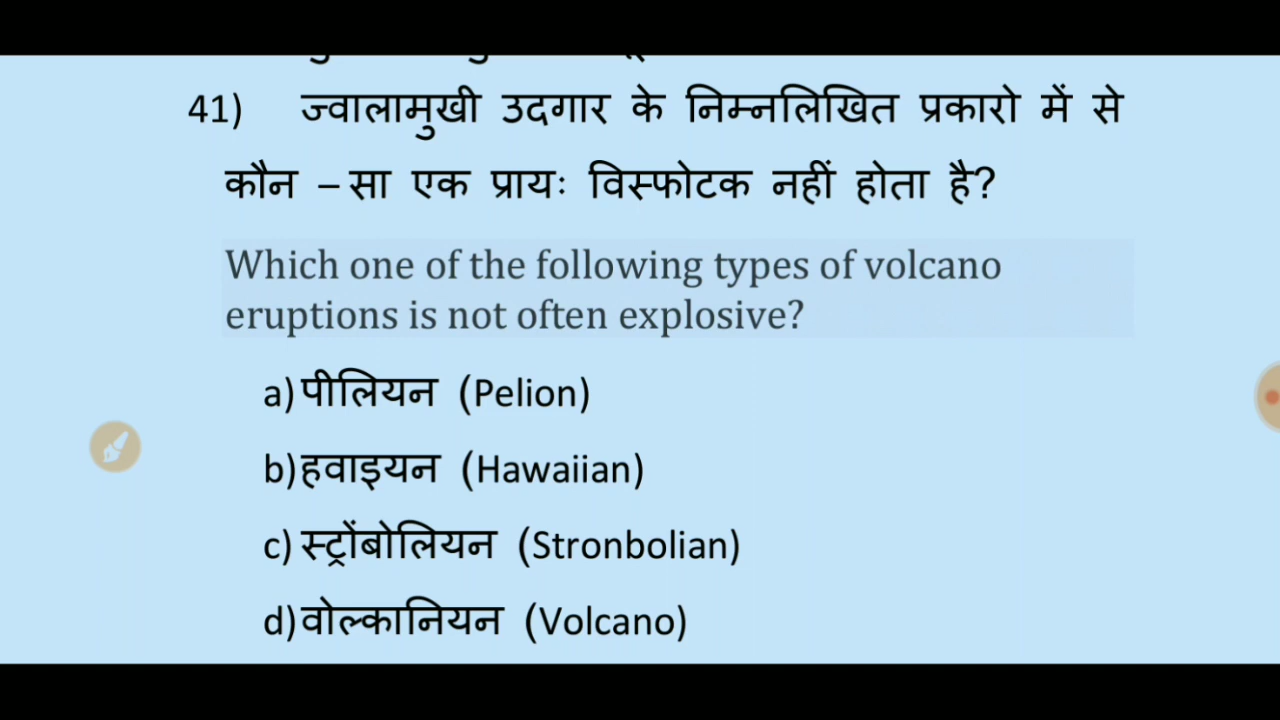 41) ज्वालामुखी उदगार के निम्नलिखित प्रकारो में से
कौन – सा एक प्रायः विस्फोटक नहीं होता है?
Which one of the following types of volcano
eruptions is not often explosive?
a) पीलियन (Pelion)
b) हवाइयन (Hawaiian)
c) स्ट्रोंबोलियन (Stronbolian)
d) वोल्कानियन (Volcano)